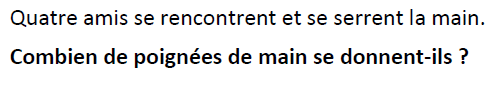 Quatre amis se rencontrent et se serrent la main.
Combien de poignées de main se donnent-ils ?